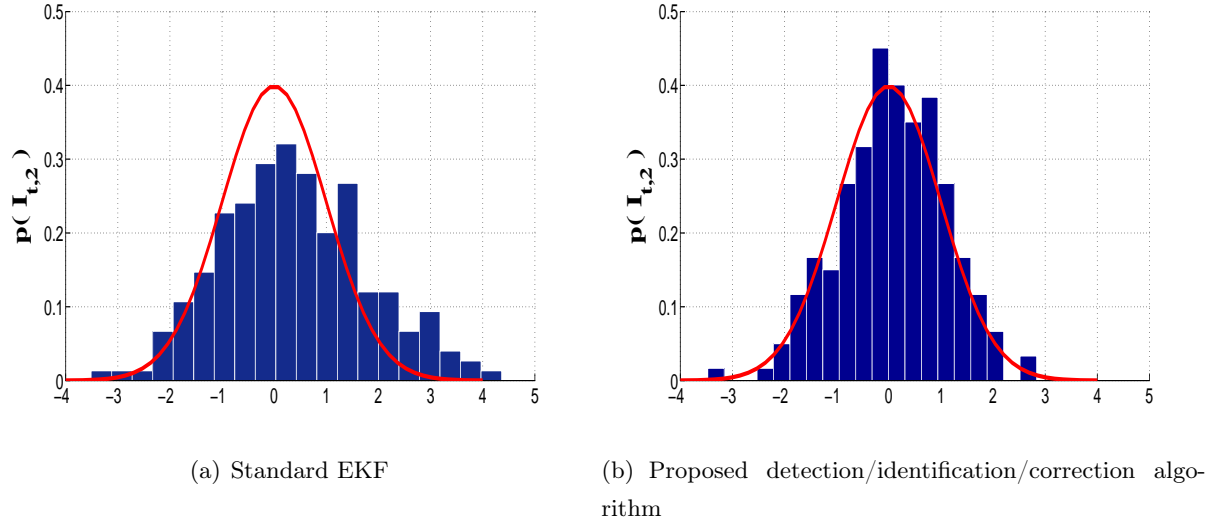 0.5
0.4
0.3
0.2
0.1
0
−4 −3 −2 −1 0 1 2 3 4 5
p( I_{t,2} )
(a) Standard EKF
0.5
0.4
0.3
0.2
0.1
0
−4 −3 −2 −1 0 1 2 3 4 5
p( I_{t,2} )
(b) Proposed detection/identification/correction algo-
rithm